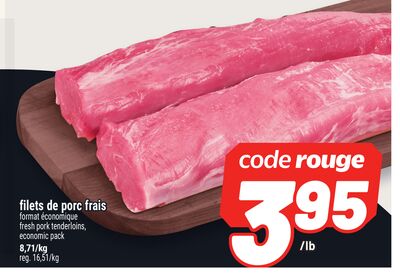 filets de porc frais
format économique
fresh pork tenderloins,
economic pack
8,71/kg
reg. 16,51/kg
code rouge
3 95
/lb